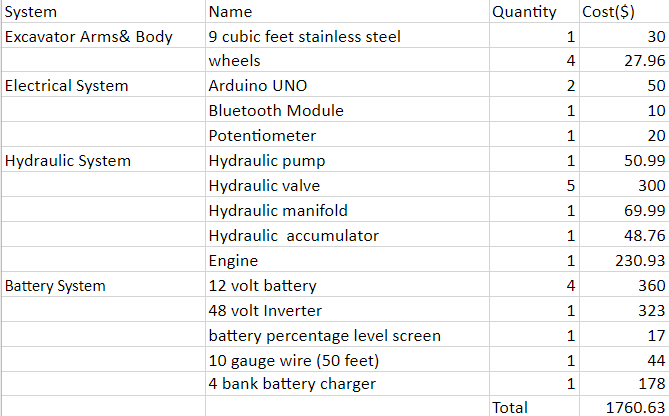 System Name Quantity Cost($)
Excavator Arms& Body 9 cubic feet stainless steel 1 30
wheels 4 27.96
Electrical System Arduino UNO 2 50
Bluetooth Module 1 10
Potentiometer 1 20
Hydraulic System Hydraulic pump 1 50.99
Hydraulic valve 5 300
Hydraulic manifold 1 69.99
Hydraulic accumulator 1 48.76
Engine 1 230.93
Battery System 12 volt battery 4 360
48 volt Inverter 1 323
battery percentage level screen 1 17
10 gauge wire (50 feet) 1 44
4 bank battery charger 1 178
Total 1760.63